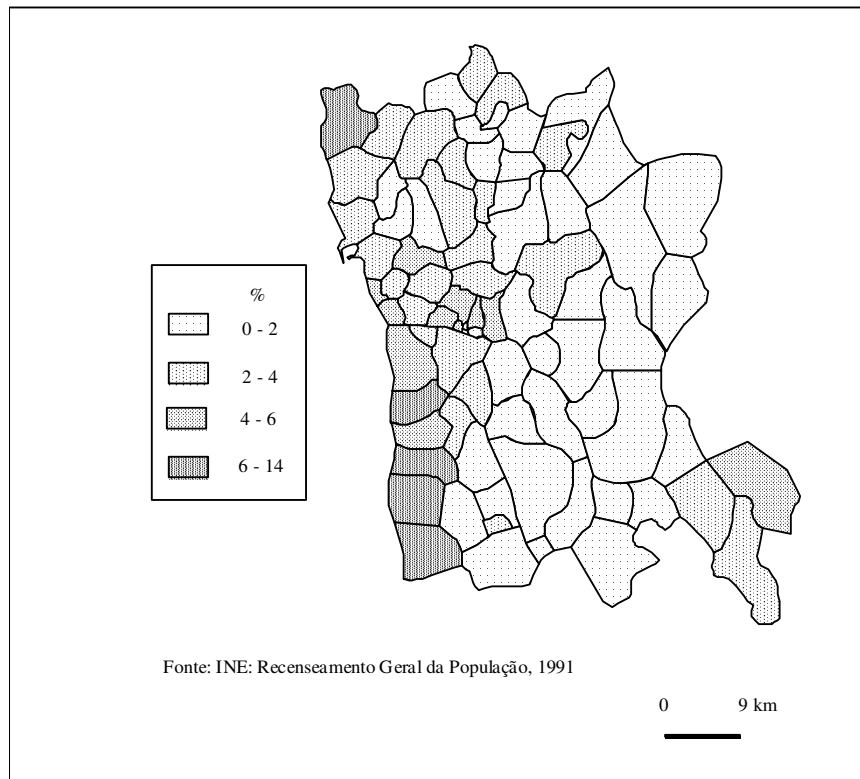 %
0 - 2
2 - 4
4 - 6
6 - 14
Fonte: INE: Recenseamento Geral da População, 1991
0 9 km